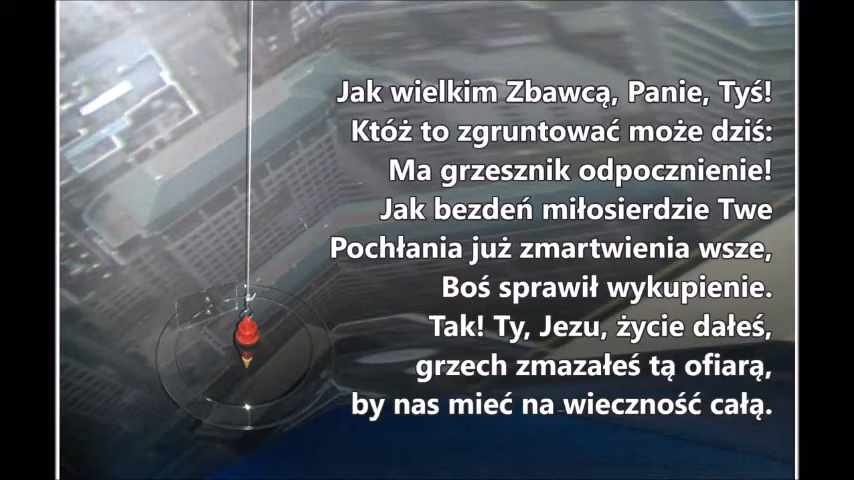 Jak wielkim Zbawcą, Panie, Tyś!
Któż to zgruntować może dziś:
Ma grzesznik odpocznienie!
Jak bezdeń miłosierdzie Twe
Pochłania już zmartwienia wsze,
Boś sprawił wykupienie.
Tak! Ty, Jezu, życie dałeś,
grzech zmazałeś tą ofiarą,
by nas mieć na wieczność całą.